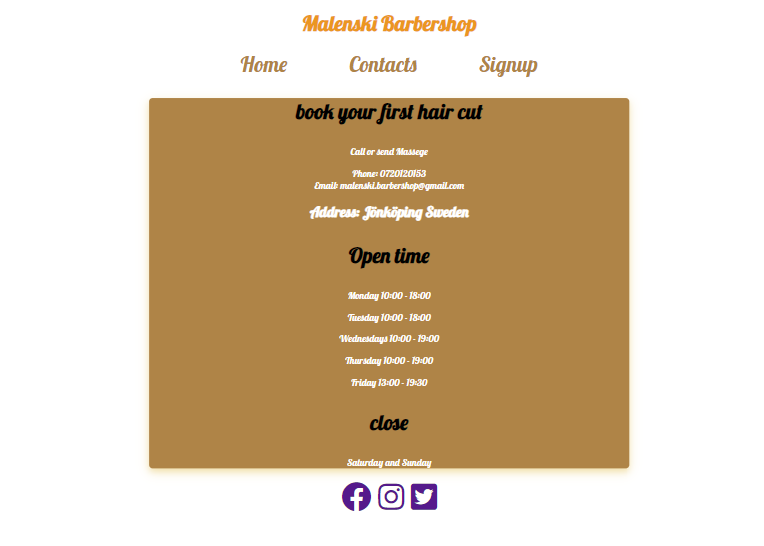 Malenski Barbershop
Home Contacts Signup
book your first hair cut
Call or send Massege
Phone: 0720120153
Email: malenski.barbershop@gmail.com
Address: Jönköping Sweden
Open time
Monday 10:00 - 18:00
Tuesday 10:00 - 18:00
Wednesdays 10:00 - 19:00
Thursday 10:00 - 19:00
Friday 13:00 - 19:30
close
Saturday and Sunday